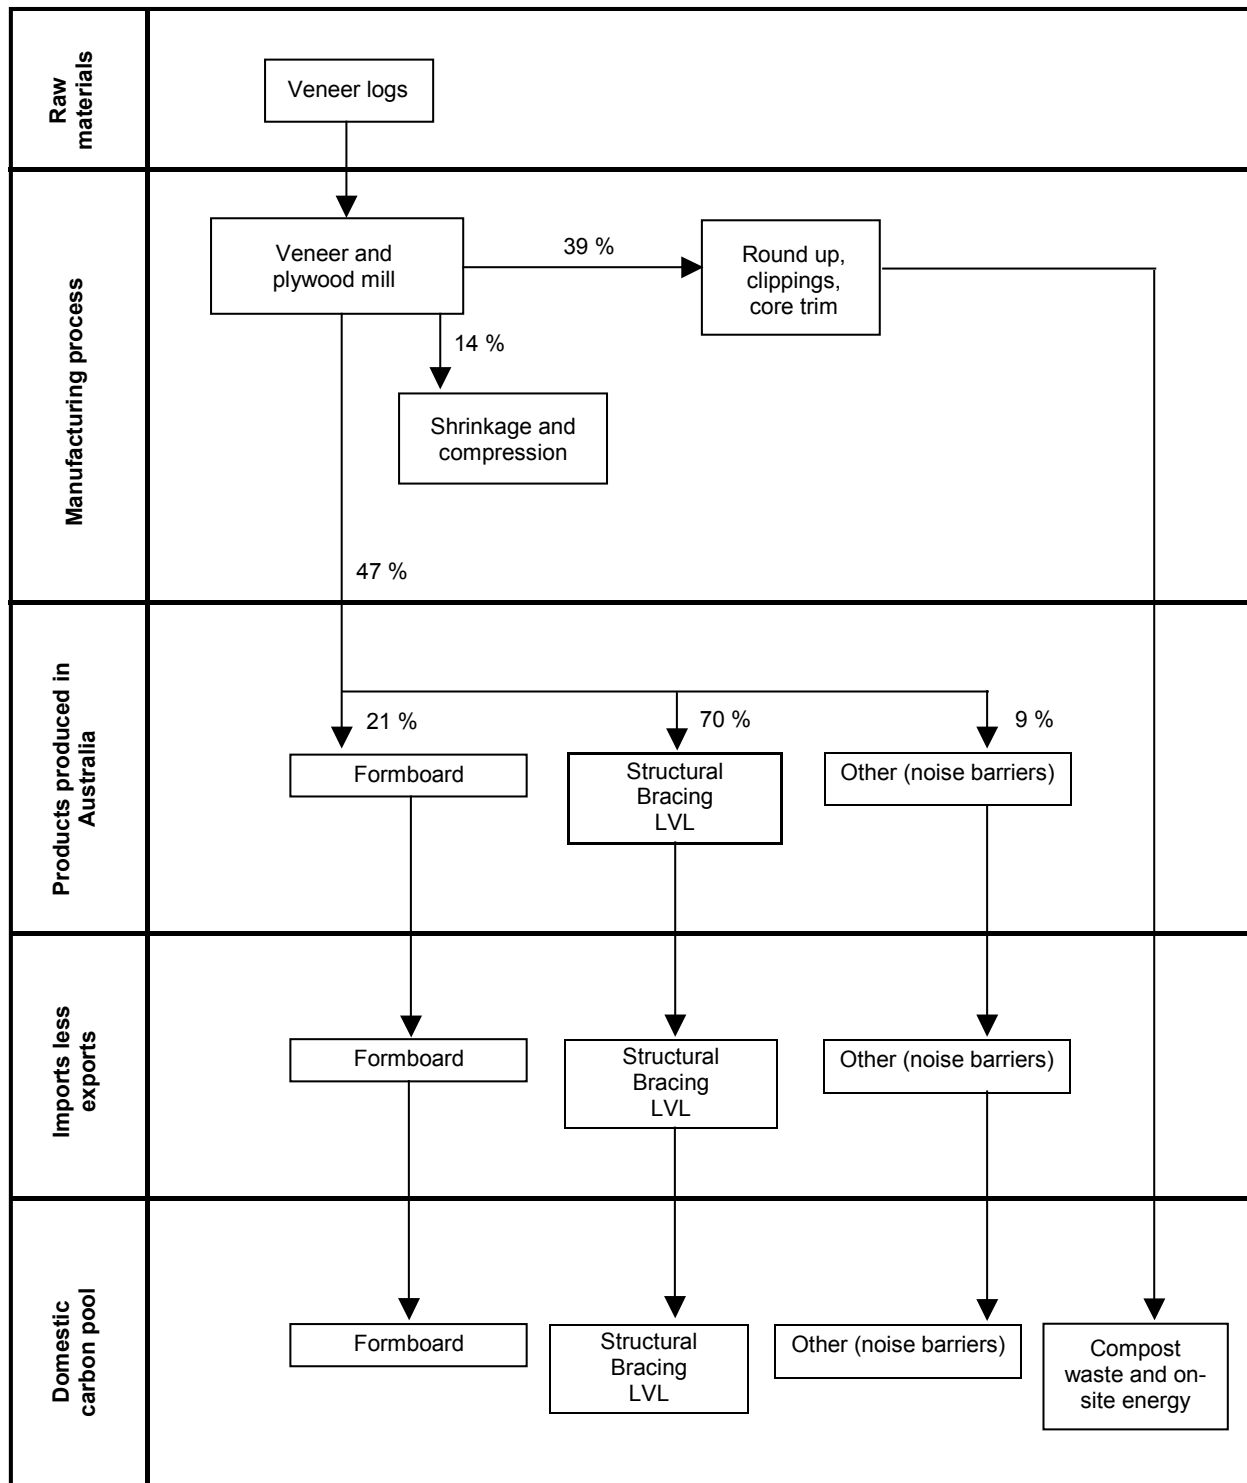 Raw
materials
Veneer logs
Manufacturing process
Veneer and
plywood mill
39 %
Round up,
clippings,
core trim
14 %
Shrinkage and
compression
47 %
Products produced in
Australia
21 %
70 %
9 %
Formboard
Structural
Bracing
LVL
Other (noise barriers)
Imports less
exports
Formboard
Structural
Bracing
LVL
Other (noise barriers)
Domestic
carbon pool
Formboard
Structural
Bracing
LVL
Other (noise barriers)
Compost
waste and on-
site energy